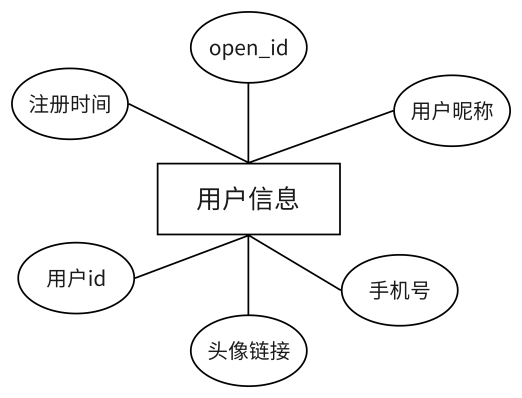 open_id
注册时间
用户昵称
用户信息
用户id
手机号
头像链接